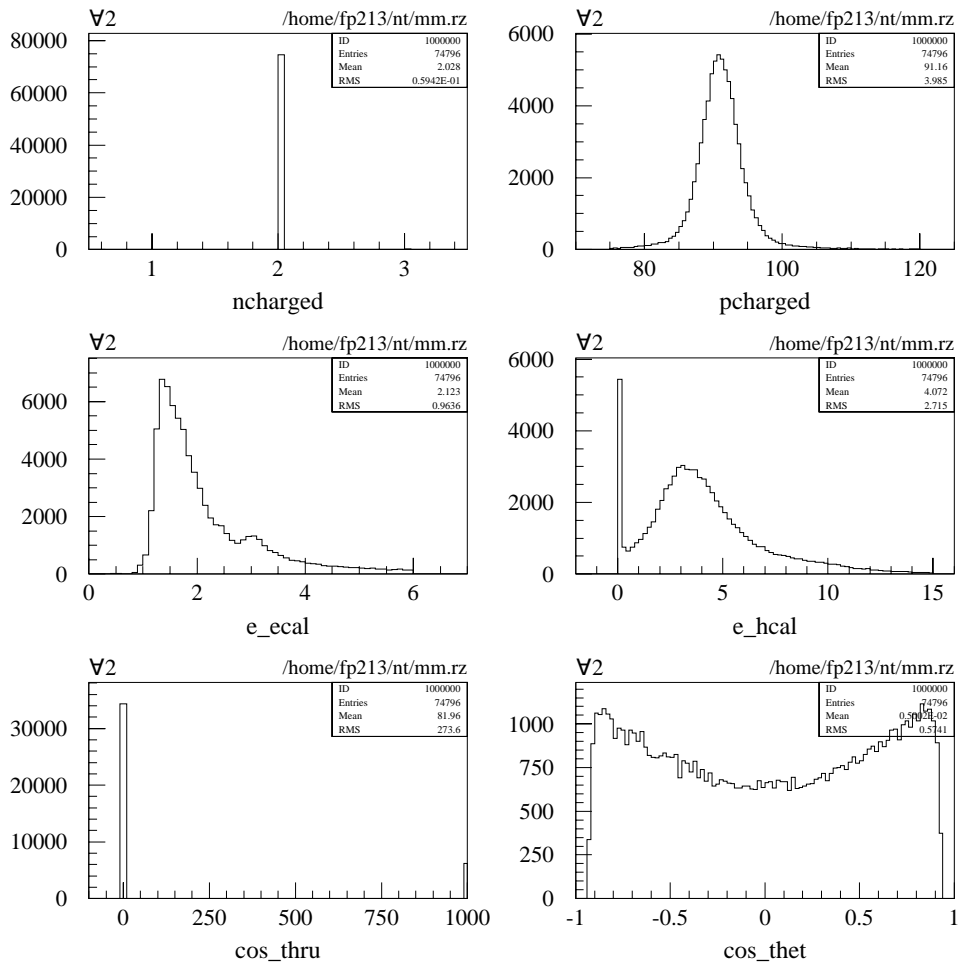 ∀2 /home/fp213/nt/mm.rz
ID 1000000
Entries 74796
Mean 2.028
RMS 0.5942E-01
80000
60000
40000
20000
0
1 2 3
ncharged
∀2 /home/fp213/nt/mm.rz
ID 1000000
Entries 74796
Mean 91.16
RMS 3.985
6000
4000
2000
0
80 100 120
pcharged
∀2 /home/fp213/nt/mm.rz
ID 1000000
Entries 74796
Mean 2.123
RMS 0.9636
6000
4000
2000
0
0 2 4 6
e_ecal
∀2 /home/fp213/nt/mm.rz
ID 1000000
Entries 74796
Mean 4.072
RMS 2.715
6000
4000
2000
0
0 5 10 15
e_hcal
∀2 /home/fp213/nt/mm.rz
ID 1000000
Entries 74796
Mean 81.96
RMS 273.6
30000
20000
10000
0
0 250 500 750 1000
cos_thru
∀2 /home/fp213/nt/mm.rz
ID 1000000
Entries 74796
Mean
RMS 0.5741
1000
750
500
250
0
-1 -0.5 0 0.5 1
cos_thet